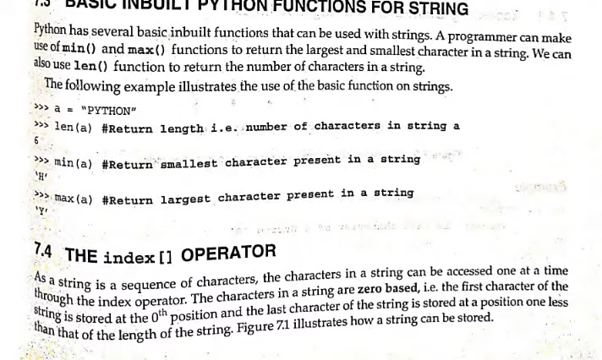 7.3 BASIC INBUILT PYTHON FUNCTIONS FOR STRING
Python has several basic inbuilt functions that can be used with strings. A programmer can make
use of min() and max() functions to return the largest and smallest character in a string. We can
also use len() function to return the number of characters in a string.
The following example illustrates the use of the basic function on strings.
>>> a = "PYTHON"
>>> len(a) #Return length i.e. number of characters in string a
6
>>> min(a) #Return smallest character present in a string
'H'
>>> max(a) #Return largest character present in a string
'Y'
7.4 THE index[] OPERATOR
As a string is a sequence of characters, the characters in a string can be accessed one at a time
through the index operator. The characters in a string are zero based, i.e. the first character of the
string is stored at the 0th position and the last character of the string is stored at a position one less
than that of the length of the string. Figure 7.1 illustrates how a string can be stored.